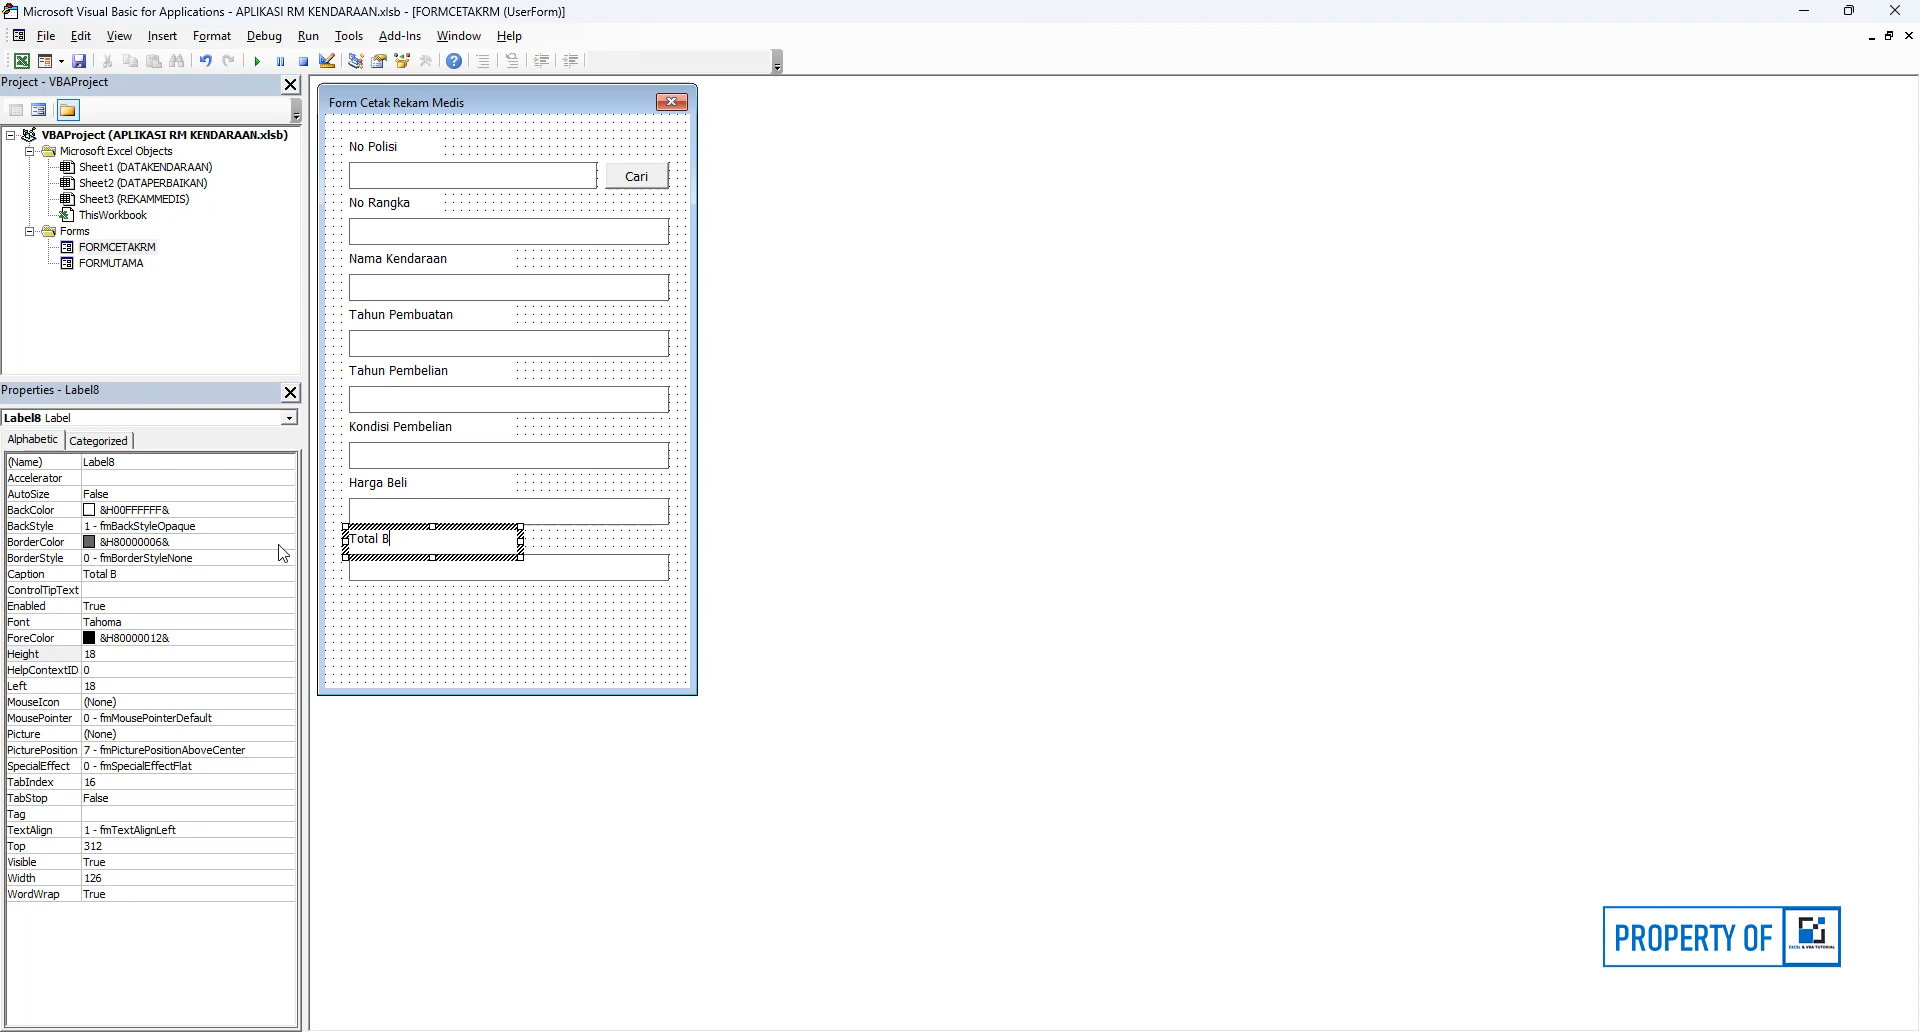 Microsoft Visual Basic for Applications - APLIKASI RM KENDARAAN.xlsb - [FORMCETAKRM (UserForm)]
File Edit View Insert Format Debug Run Tools Add-Ins Window Help
Project - VBAProject
VBAProject (APLIKASI RM KENDARAAN.xlsb)
Microsoft Excel Objects
Sheet1 (DATAKENDARAAN)
Sheet2 (DATAPERBAIKAN)
Sheet3 (REKAMMEDIS)
ThisWorkbook
Forms
FORMCETAKRM
FORMUTAMA
Properties - Label8
Label8 Label
Alphabetic Categorized
(Name) Label8
Accelerator
AutoSize False
BackColor &H00FFFFFF&
BackStyle 1 - fmBackStyleOpaque
BorderColor &H80000006&
BorderStyle 0 - fmBorderStyleNone
Caption Total B
ControlTipText
Enabled True
Font Tahoma
ForeColor &H80000012&
Height 18
HelpContextID 0
Left 18
MouseIcon (None)
MousePointer 0 - fmMousePointerDefault
Picture (None)
PicturePosition 7 - fmPicturePositionAboveCenter
SpecialEffect 0 - fmSpecialEffectFlat
TabIndex 16
TabStop False
Tag
TextAlign 1 - fmTextAlignLeft
Top 312
Visible True
Width 126
WordWrap True
Form Cetak Rekam Medis
No Polisi
Cari
No Rangka
Nama Kendaraan
Tahun Pembuatan
Tahun Pembelian
Kondisi Pembelian
Harga Beli
Total B
PROPERTY OF
EXCEL & VBA TUTORIAL